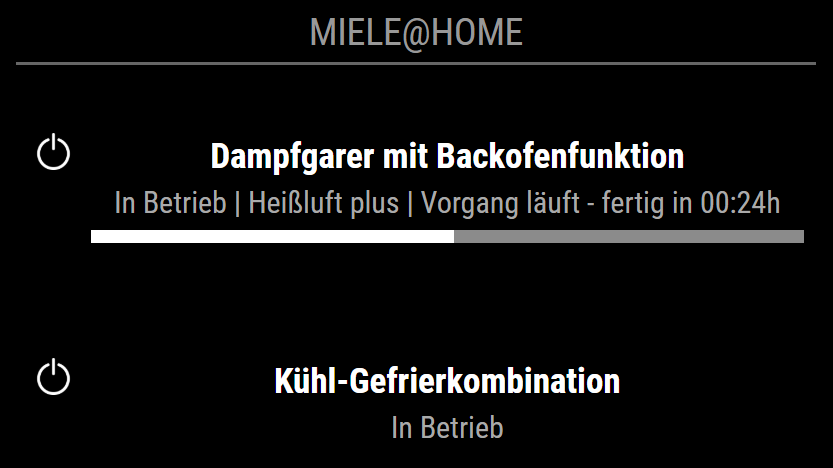 MIELE@HOME
Dampfgarer mit Backofenfunktion
In Betrieb | Heißluft plus | Vorgang läuft - fertig in 00:24h
Kühl-Gefrierkombination
In Betrieb